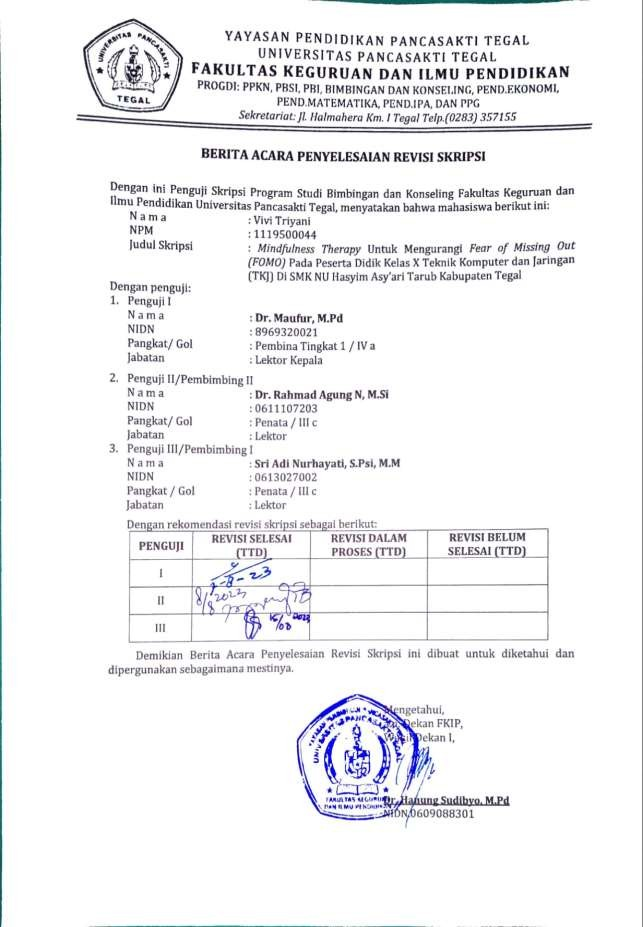 UNIVERSITAS PANCASAKTI
TEGAL
YAYASAN PENDIDIKAN PANCASAKTI TEGAL
UNIVERSITAS PANCASAKTI TEGAL
FAKULTAS KEGURUAN DAN ILMU PENDIDIKAN
PROGDI: PPKN, PBSI, PBI, BIMBINGAN DAN KONSELING, PEND.EKONOMI,
PEND.MATEMATIKA, PEND.IPA, DAN PPG
Sekretariat: Jl. Halmahera Km. I Tegal Telp.(0283) 357155
BERITA ACARA PENYELESAIAN REVISI SKRIPSI
Dengan ini Penguji Skripsi Program Studi Bimbingan dan Konseling Fakultas Keguruan dan
Ilmu Pendidikan Universitas Pancasakti Tegal, menyatakan bahwa mahasiswa berikut ini:
N a m a : Vivi Triyani
NPM : 1119500044
Judul Skripsi : Mindfulness Therapy Untuk Mengurangi Fear of Missing Out
(FOMO) Pada Peserta Didik Kelas X Teknik Komputer dan Jaringan
(TKJ) Di SMK NU Hasyim Asy'ari Tarub Kabupaten Tegal
Dengan penguji:
1. Penguji I
N a m a : Dr. Maufur, M.Pd
NIDN : 8969320021
Pangkat/ Gol : Pembina Tingkat 1 / IV a
Jabatan : Lektor Kepala
2. Penguji II/Pembimbing II
N a m a : Dr. Rahmad Agung N, M.Si
NIDN : 0611107203
Pangkat/ Gol : Penata / III c
Jabatan : Lektor
3. Penguji III/Pembimbing I
N a m a : Sri Adi Nurhayati, S.Psi, M.M
NIDN : 0613027002
Pangkat / Gol : Penata / III c
Jabatan : Lektor
Dengan rekomendasi revisi skripsi sebagai berikut:
PENGUJI REVISI SELESAI (TTD) REVISI DALAM PROSES (TTD) REVISI BELUM SELESAI (TTD)
I -8-23
II 8/8 2023
III 15/08 2023
Demikian Berita Acara Penyelesaian Revisi Skripsi ini dibuat untuk diketahui dan
dipergunakan sebagaimana mestinya.
Mengetahui,
Dekan FKIP,
Dekan I,
UNIVERSITAS PANCASAKTI TEGAL
FAKULTAS KEGURUAN
DAN ILMU PENDIDIKAN
Dr. Hanung Sudibyo, M.Pd
NIDN.0609088301